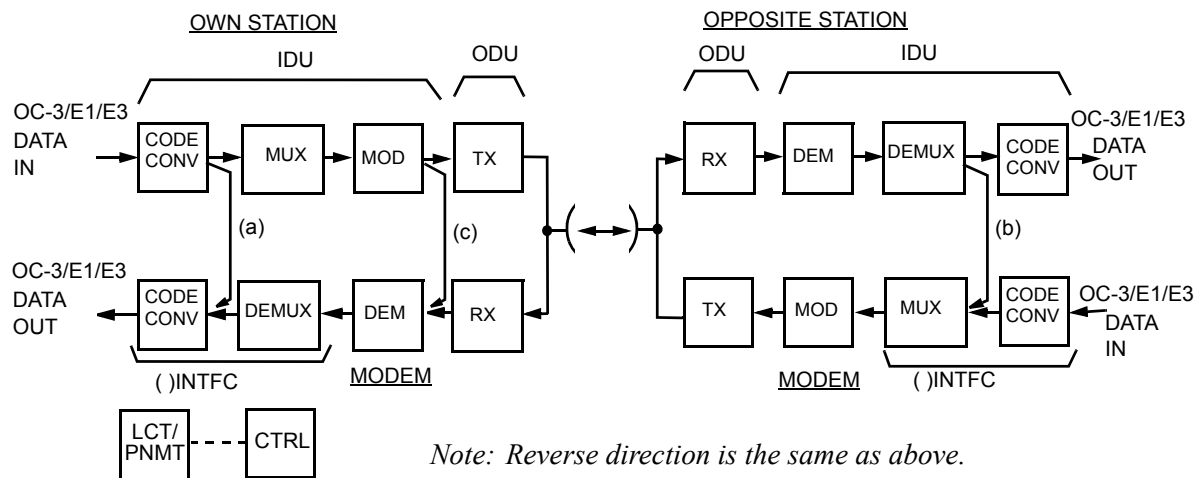 OWN STATION
OPPOSITE STATION
IDU
ODU
ODU
IDU
OC-3/E1/E3
DATA
IN
CODE
CONV
MUX
MOD
TX
RX
DEM
DEMUX
CODE
CONV
OC-3/E1/E3
DATA
OUT
(a)
(c)
(b)
OC-3/E1/E3
DATA
OUT
CODE
CONV
DEMUX
DEM
RX
TX
MOD
MUX
CODE
CONV
OC-3/E1/E3
DATA
IN
( )INTFC
MODEM
MODEM
( )INTFC
LCT/
PNMT
CTRL
Note: Reverse direction is the same as above.